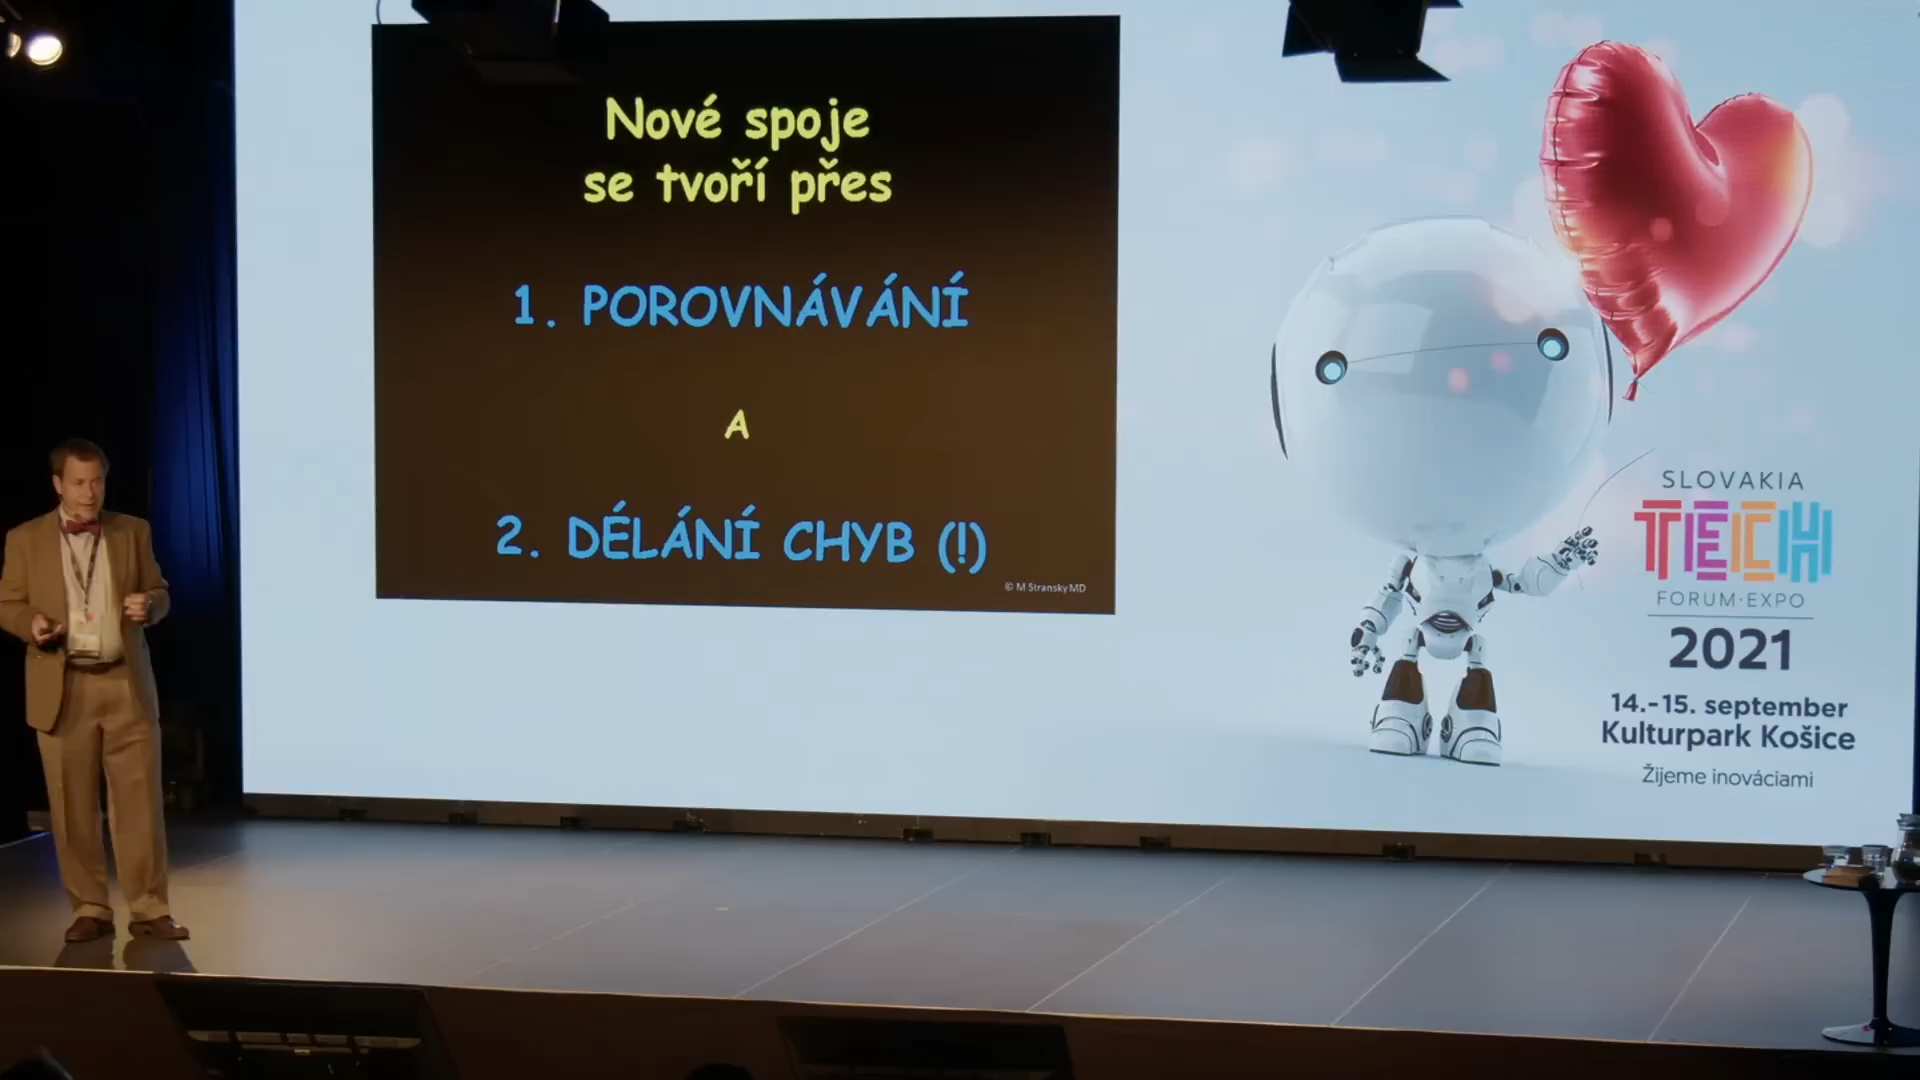 Nové spoje
se tvoří přes
1. POROVNÁVÁNÍ
A
2. DÉLÁNÍ CHYB (!)
© M Stransky MD
SLOVAKIA
TECH
FORUM·EXPO
2021
14.-15. september
Kulturpark Košice
Žijeme inováciami